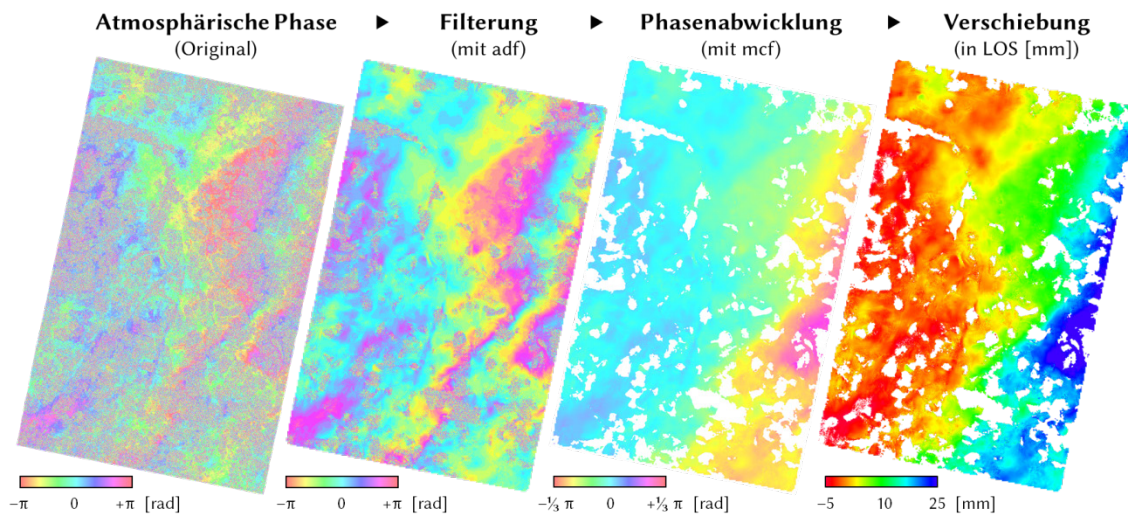 Atmosphärische Phase ► Filterung ► Phasenabwicklung ► Verschiebung
(Original) (mit adf) (mit mcf) (in LOS [mm])
−π 0 +π [rad] −π 0 +π [rad] −⅓ π 0 +⅓ π [rad] −5 10 25 [mm]